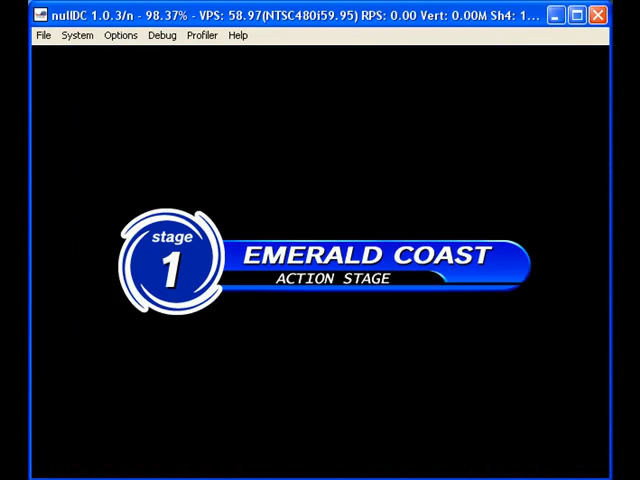 nullDC 1.0.3/n - 98.37% - VPS: 58.97(NTSC480i59.95) RPS: 0.00 Vert: 0.00M Sh4: 1...
File System Options Debug Profiler Help
stage
1
EMERALD COAST
ACTION STAGE